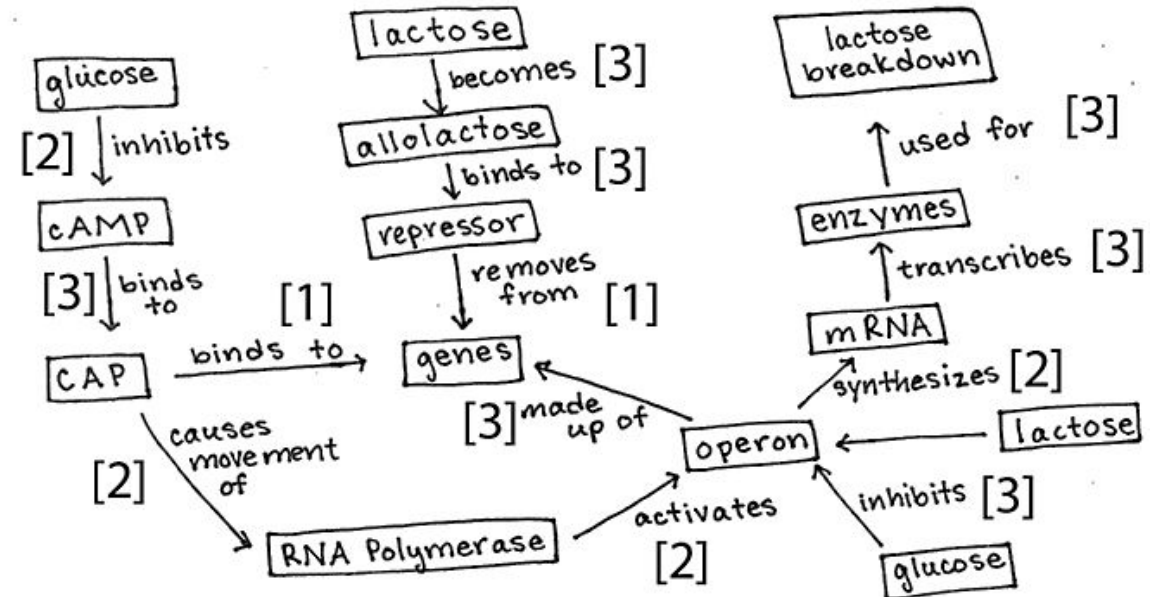 glucose
[2]
inhibits
cAMP
[3]
binds
to
CAP
[1]
binds to
causes
movement
of
[2]
RNA Polymerase
lactose
becomes [3]
allolactose
binds to [3]
repressor
removes
from [1]
genes
[3] made
up of
operon
activates
[2]
lactose
breakdown
used for [3]
enzymes
transcribes [3]
mRNA
synthesizes [2]
lactose
inhibits [3]
glucose